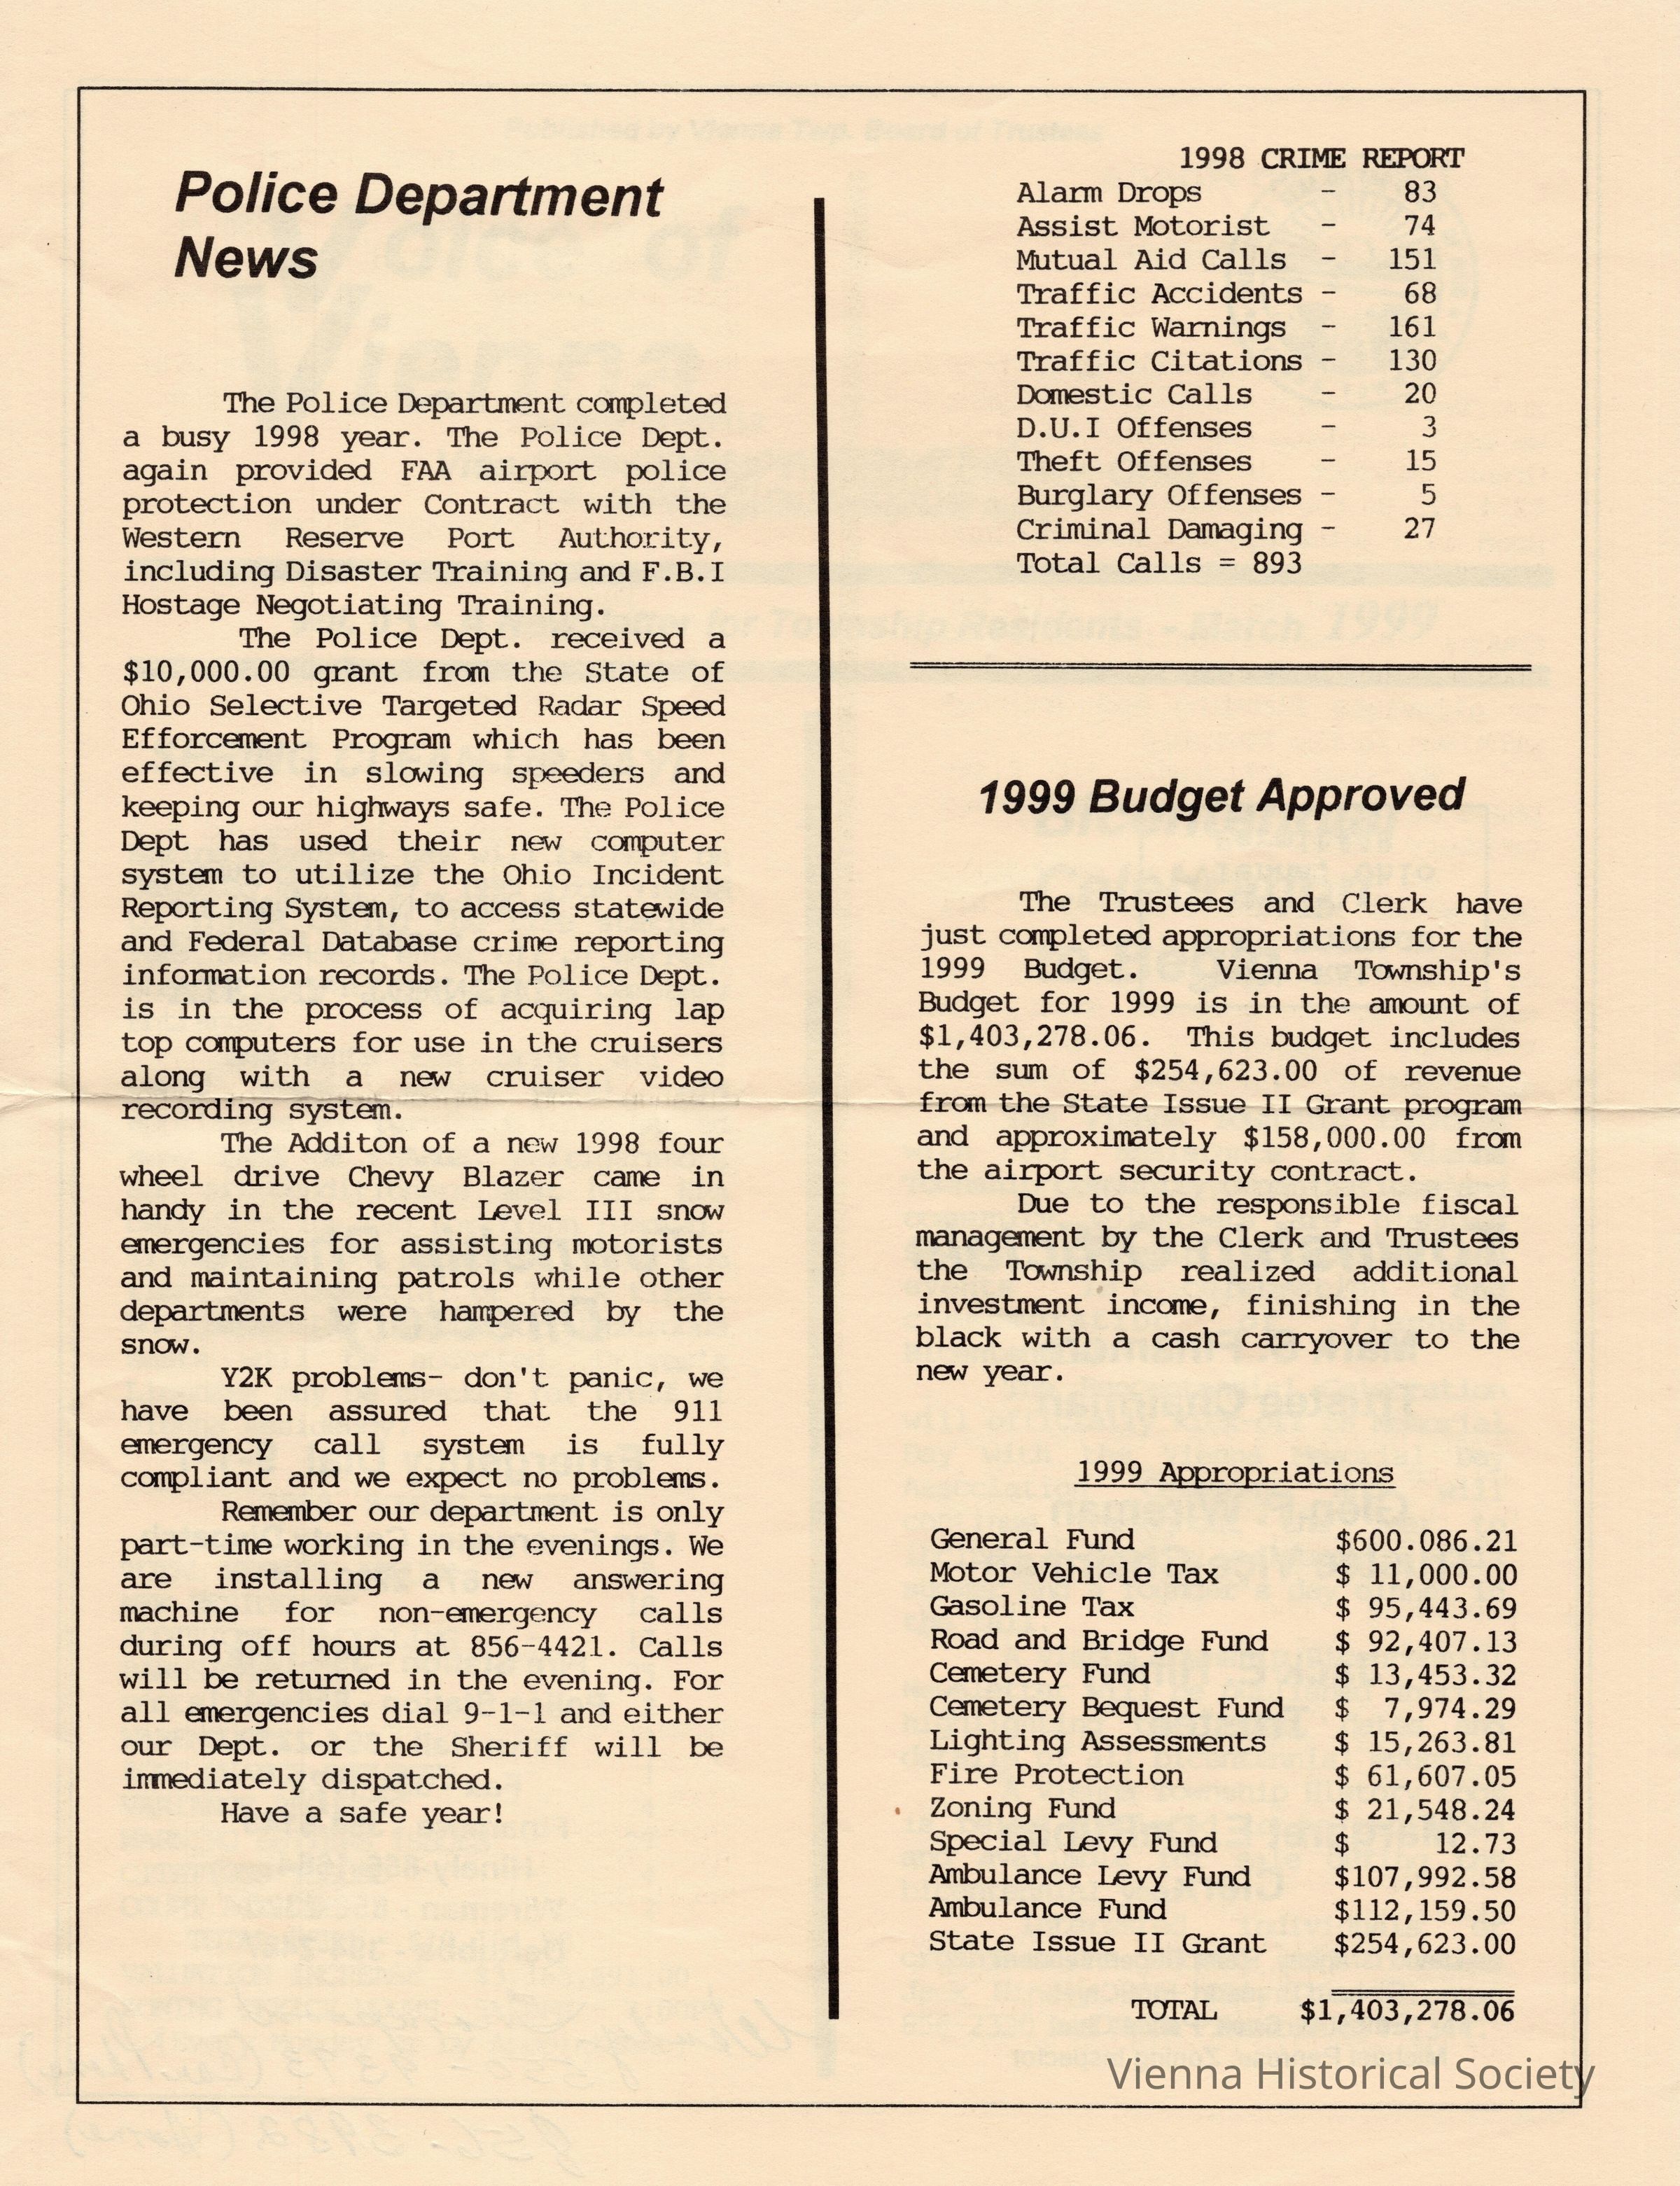 Police Department
News
The Police Department completed
a busy 1998 year. The Police Dept.
again provided FAA airport police
protection under Contract with the
Western Reserve Port Authority,
including Disaster Training and F.B.I
Hostage Negotiating Training.
The Police Dept. received a
$10,000.00 grant from the State of
Ohio Selective Targeted Radar Speed
Efforcement Program which has been
effective in slowing speeders and
keeping our highways safe. The Police
Dept has used their new computer
system to utilize the Ohio Incident
Reporting System, to access statewide
and Federal Database crime reporting
information records. The Police Dept.
is in the process of acquiring lap
top computers for use in the cruisers
along with a new cruiser video
recording system.
The Additon of a new 1998 four
wheel drive Chevy Blazer came in
handy in the recent Level III snow
emergencies for assisting motorists
and maintaining patrols while other
departments were hampered by the
snow.
Y2K problems- don't panic, we
have been assured that the 911
emergency call system is fully
compliant and we expect no problems.
Remember our department is only
part-time working in the evenings. We
are installing a new answering
machine for non-emergency calls
during off hours at 856-4421. Calls
will be returned in the evening. For
all emergencies dial 9-1-1 and either
our Dept. or the Sheriff will be
immediately dispatched.
Have a safe year!
1998 CRIME REPORT
Alarm Drops - 83
Assist Motorist - 74
Mutual Aid Calls - 151
Traffic Accidents - 68
Traffic Warnings - 161
Traffic Citations - 130
Domestic Calls - 20
D.U.I Offenses - 3
Theft Offenses - 15
Burglary Offenses - 5
Criminal Damaging - 27
Total Calls = 893
1999 Budget Approved
The Trustees and Clerk have
just completed appropriations for the
1999 Budget. Vienna Township's
Budget for 1999 is in the amount of
$1,403,278.06. This budget includes
the sum of $254,623.00 of revenue
from the State Issue II Grant program
and approximately $158,000.00 from
the airport security contract.
Due to the responsible fiscal
management by the Clerk and Trustees
the Township realized additional
investment income, finishing in the
black with a cash carryover to the
new year.
1999 Appropriations
General Fund $600.086.21
Motor Vehicle Tax $ 11,000.00
Gasoline Tax $ 95,443.69
Road and Bridge Fund $ 92,407.13
Cemetery Fund $ 13,453.32
Cemetery Bequest Fund $ 7,974.29
Lighting Assessments $ 15,263.81
Fire Protection $ 61,607.05
Zoning Fund $ 21,548.24
Special Levy Fund $ 12.73
Ambulance Levy Fund $107,992.58
Ambulance Fund $112,159.50
State Issue II Grant $254,623.00
TOTAL $1,403,278.06
Vienna Historical Society